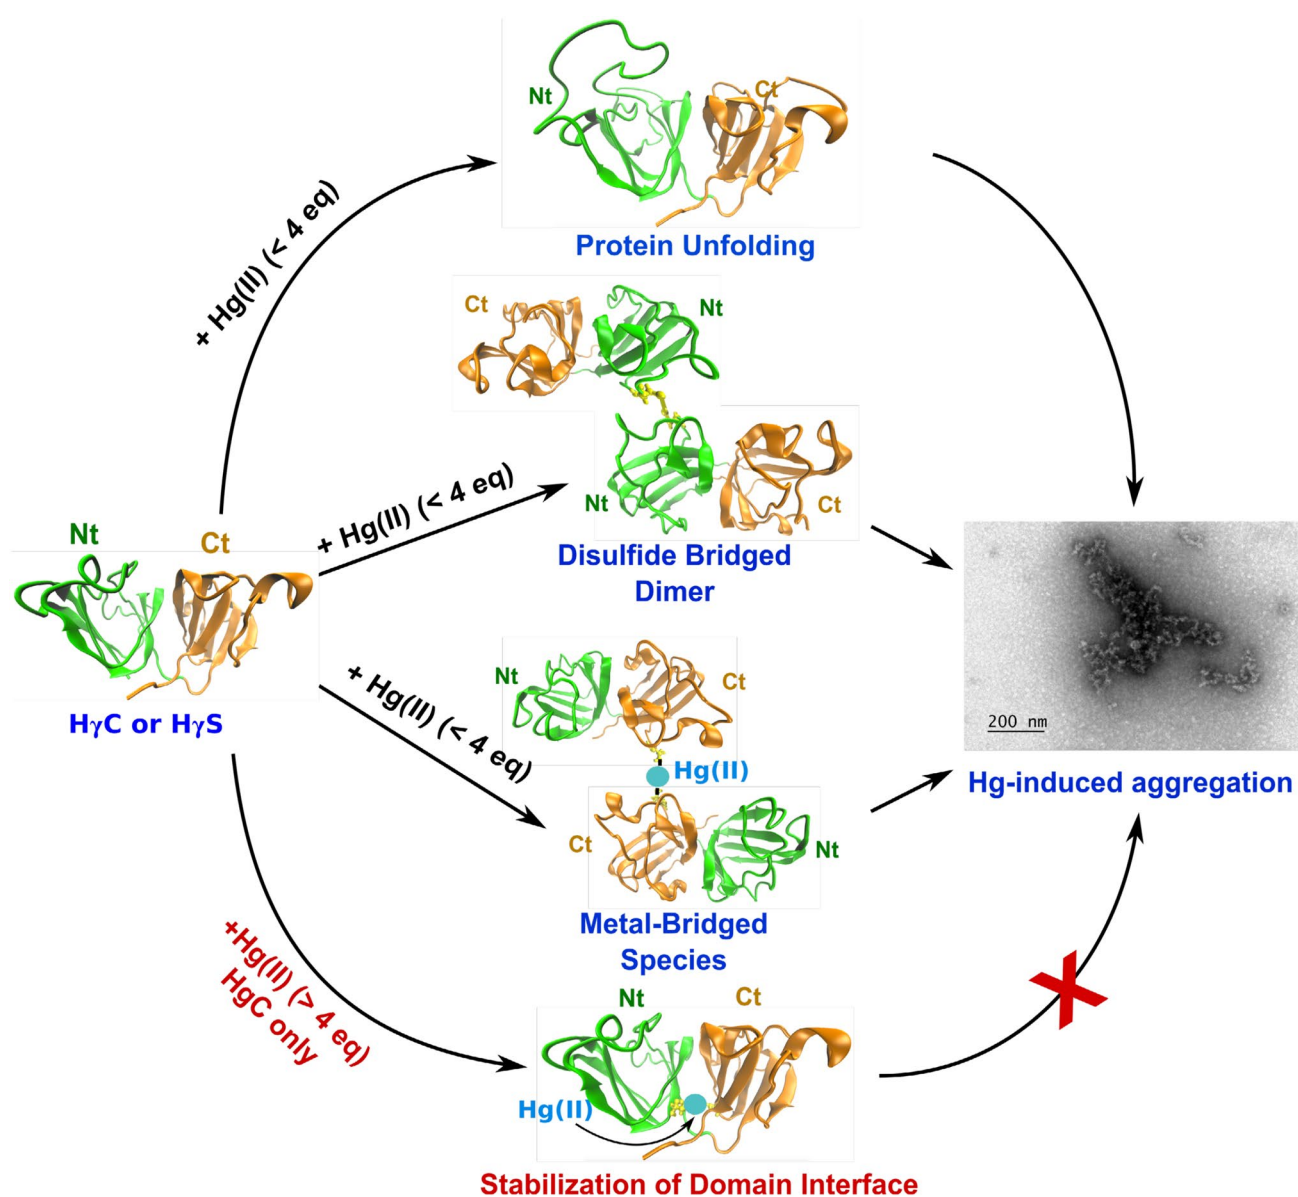 Nt
Ct
+ Hg(II) (< 4 eq)
Protein Unfolding
Ct
Nt
+ Hg(II) (< 4 eq)
Nt
Ct
Disulfide Bridged
Dimer
Nt
Ct
HγC or HγS
+ Hg(II) (< 4 eq)
Nt
Ct
Hg(II)
Ct
Nt
Metal-Bridged
Species
200 nm
Hg-induced aggregation
+Hg(II) (> 4 eq)
HgC only
Nt
Ct
Hg(II)
Stabilization of Domain Interface